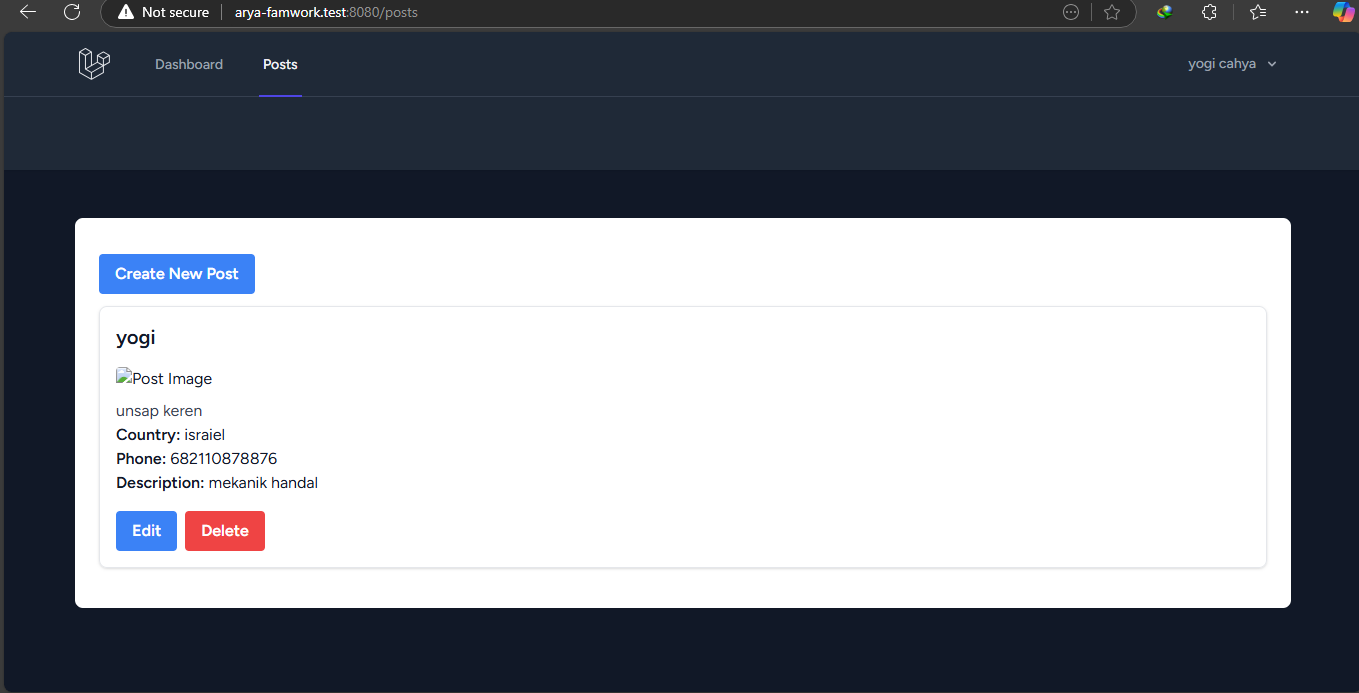 Not secure arya-famwork.test:8080/posts
Dashboard Posts yogi cahya
Create New Post
yogi
Post Image
unsap keren
Country: israiel
Phone: 682110878876
Description: mekanik handal
Edit Delete